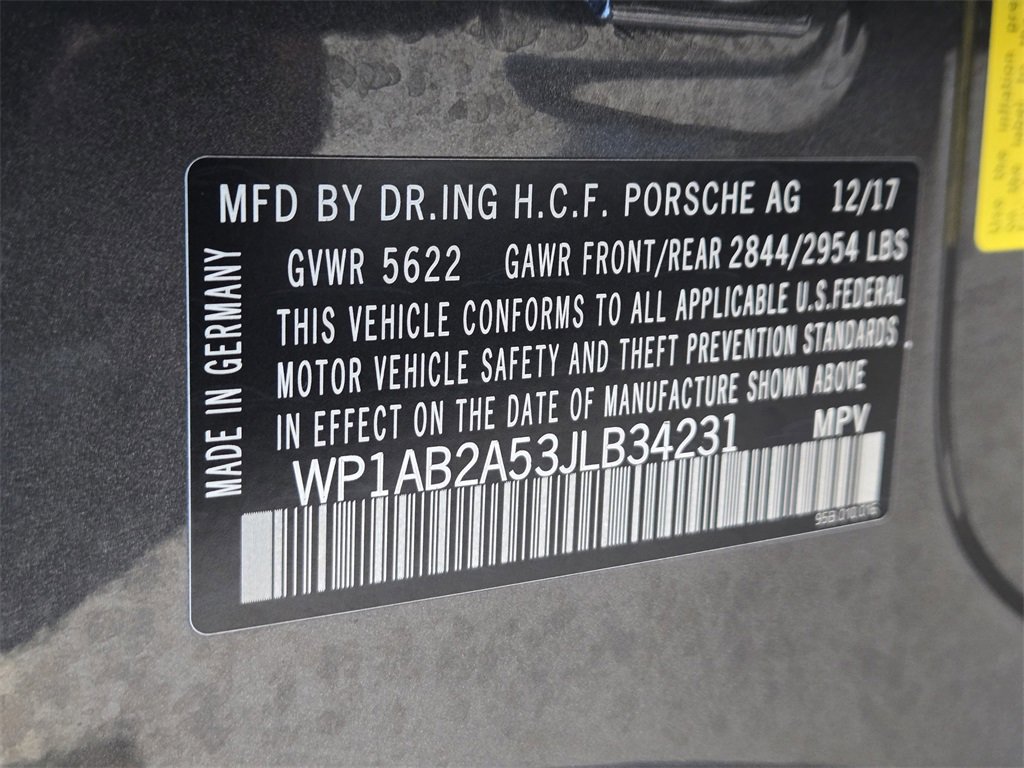 MFD BY DR.ING H.C.F. PORSCHE AG 12/17
GVWR 5622 GAWR FRONT/REAR 2844/2954 LBS
THIS VEHICLE CONFORMS TO ALL APPLICABLE U.S.FEDERAL
MOTOR VEHICLE SAFETY AND THEFT PREVENTION STANDARDS
IN EFFECT ON THE DATE OF MANUFACTURE SHOWN ABOVE
WP1AB2A53JLB34231 MPV
MADE IN GERMANY